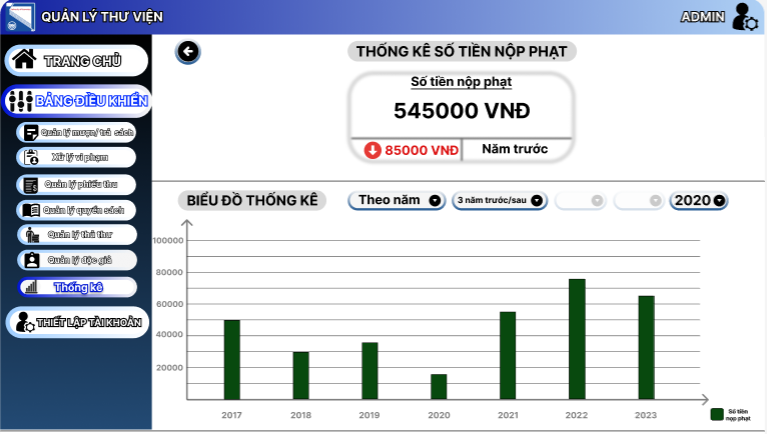 QUẢN LÝ THƯ VIỆN
ADMIN
TRANG CHỦ
BẢNG ĐIỀU KHIỂN
Quản lý mượn/ trả sách
Xử lý vi phạm
Quản lý phiếu thu
Quản lý quyển sách
Quản lý thủ thư
Quản lý độc giả
Thống kê
THIẾT LẬP TÀI KHOẢN
THỐNG KÊ SỐ TIỀN NỘP PHẠT
Số tiền nộp phạt
545000 VNĐ
85000 VNĐ
Năm trước
BIỂU ĐỒ THỐNG KÊ
Theo năm
3 năm trước/sau
2020
100000
80000
60000
40000
20000
2017 2018 2019 2020 2021 2022 2023
Số tiền
nọp phạt